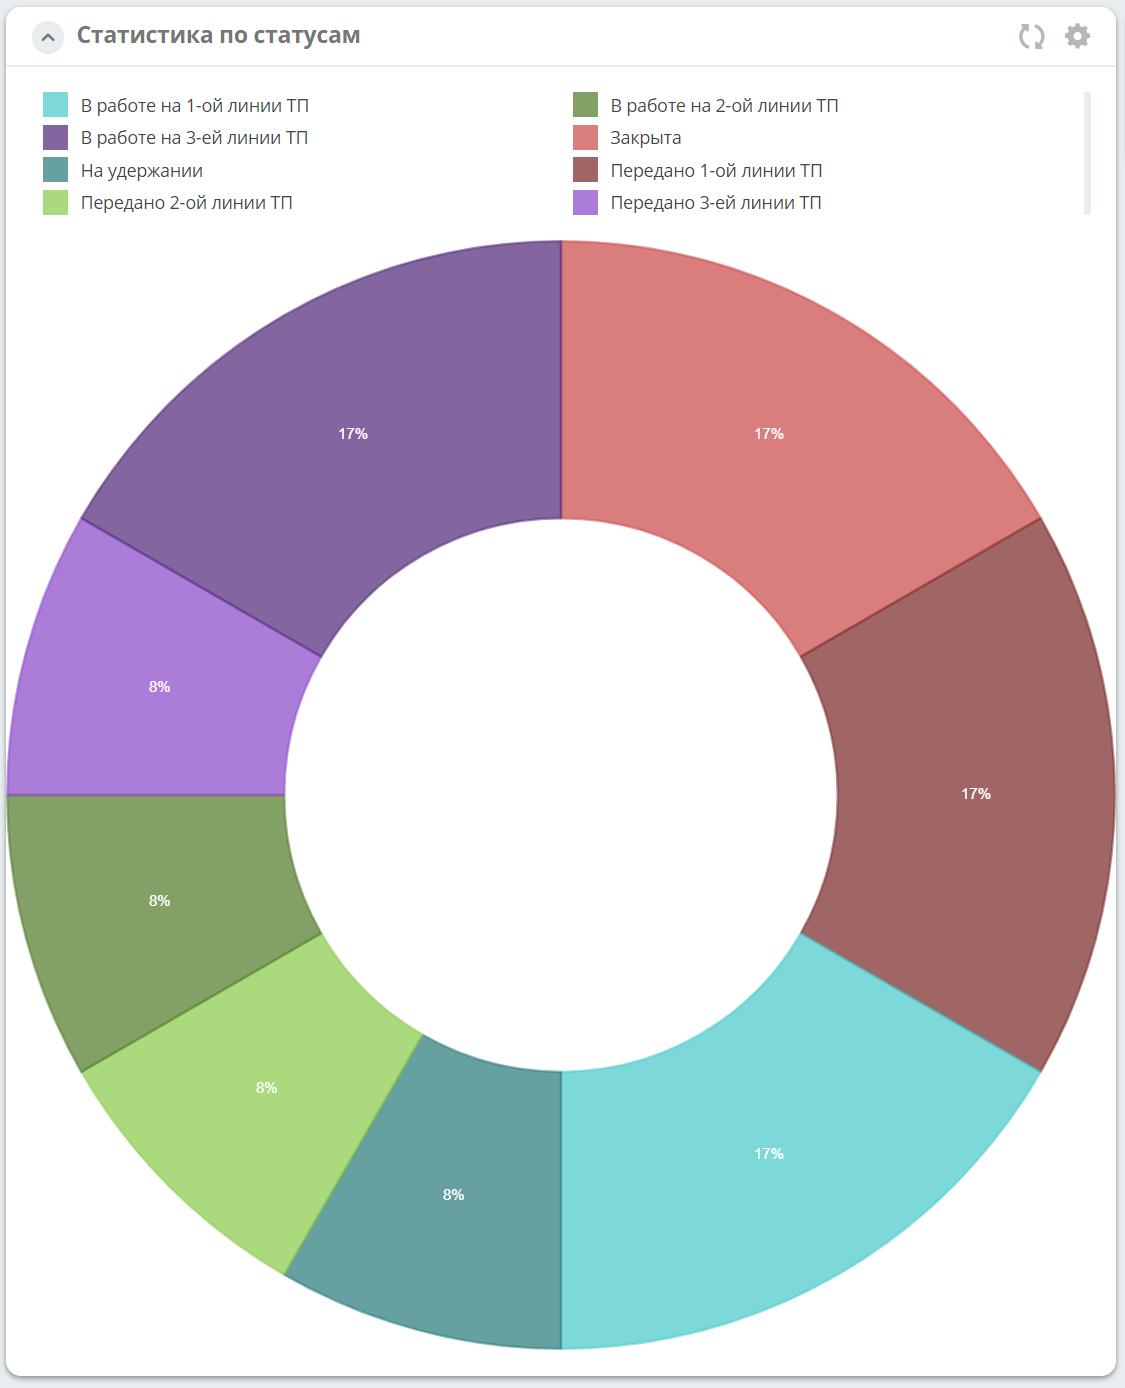 Статистика по статусам
В работе на 1-ой линии ТП
В работе на 2-ой линии ТП
В работе на 3-ей линии ТП
Закрыта
На удержании
Передано 1-ой линии ТП
Передано 2-ой линии ТП
Передано 3-ей линии ТП
17%
17%
8%
17%
8%
8%
17%
8%